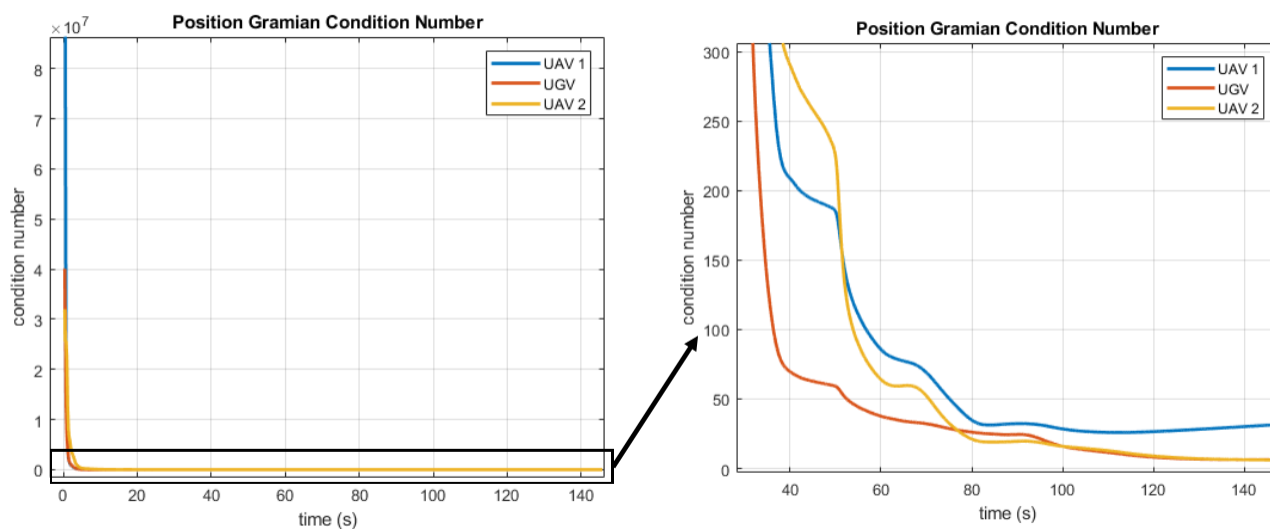 Position Gramian Condition Number
×10⁷
8
7
6
5
4
3
2
1
0
condition number
0 20 40 60 80 100 120 140
time (s)
UAV 1
UGV
UAV 2
Position Gramian Condition Number
300
250
200
150
100
50
0
condition number
40 60 80 100 120 140
time (s)
UAV 1
UGV
UAV 2